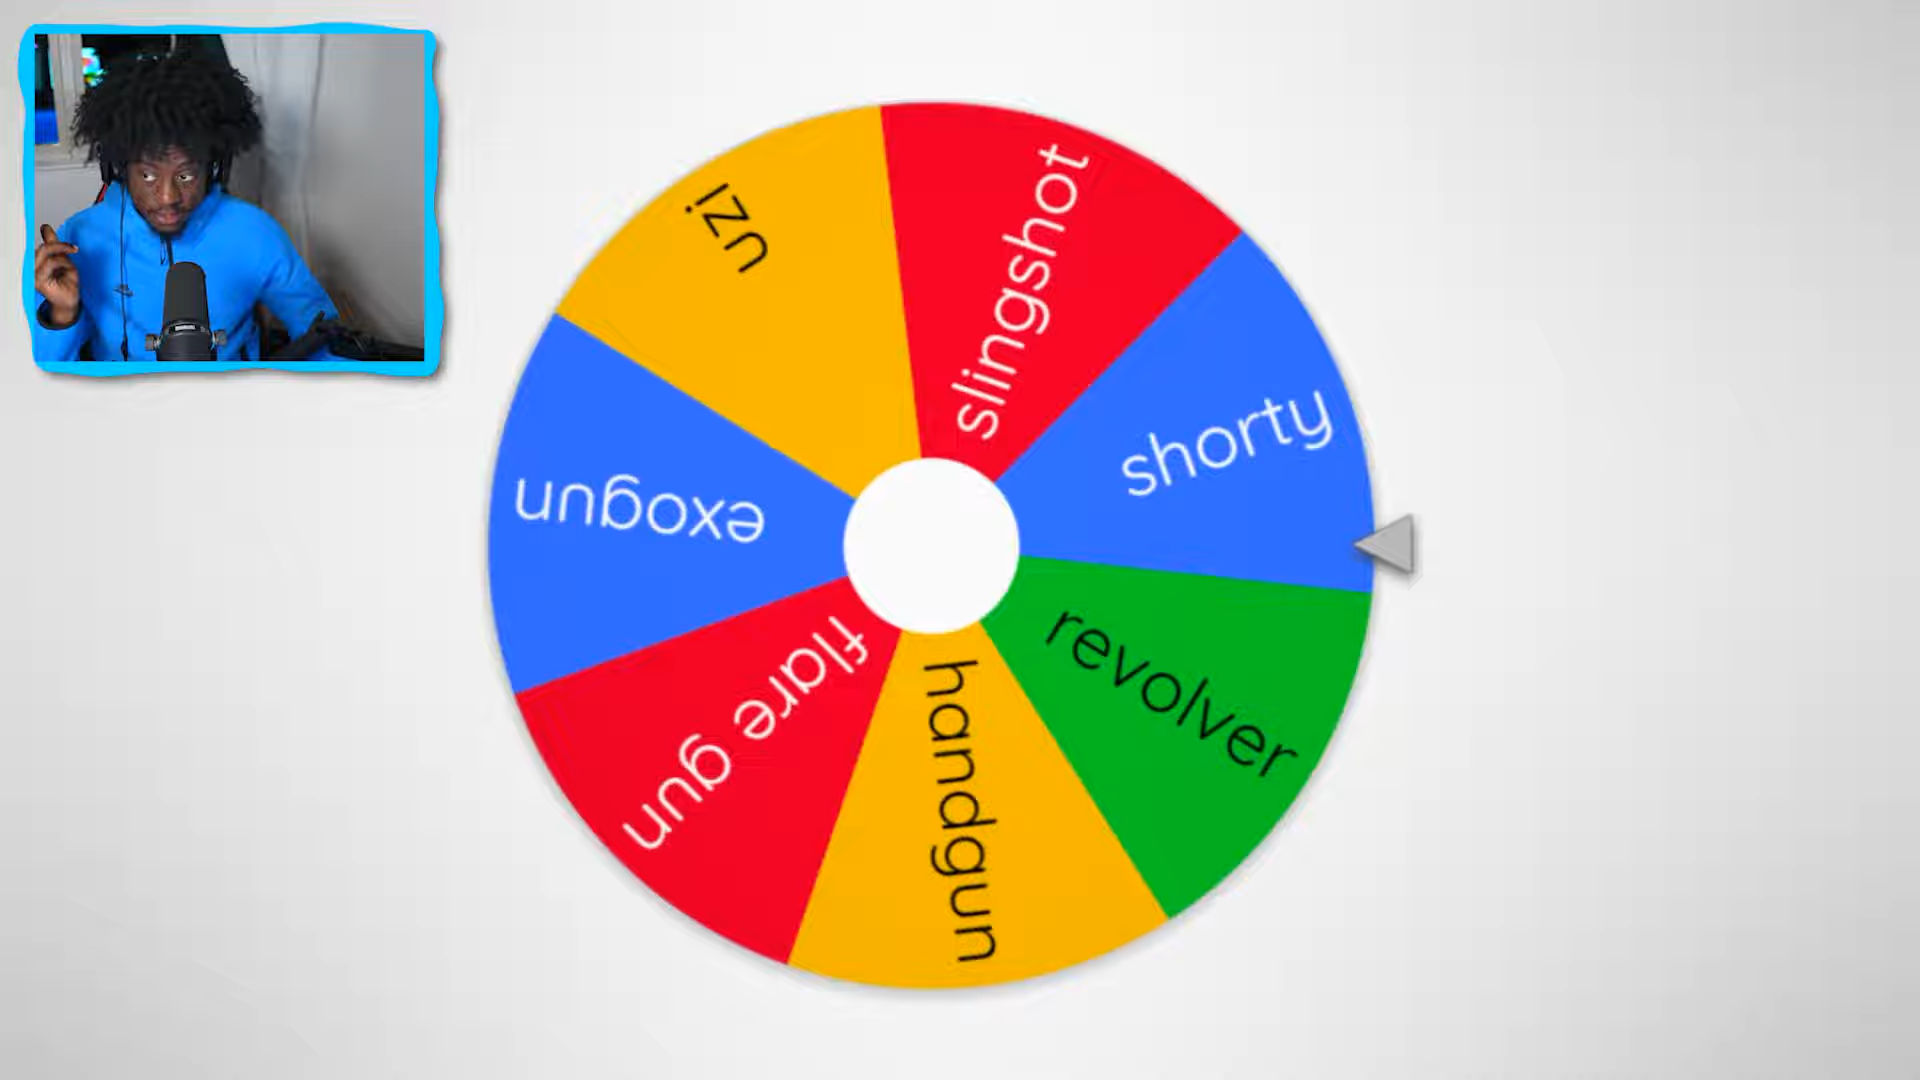 slingshot
shorty
revolver
handgun
flare gun
exogun
uzi